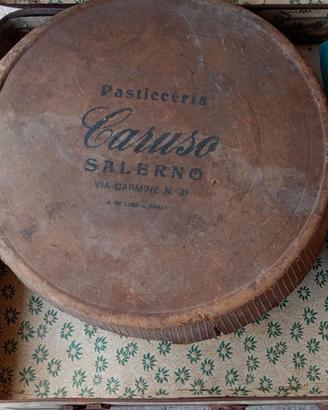 Pasticceria
Caruso
SALERNO
VIA CARMINE N. 31